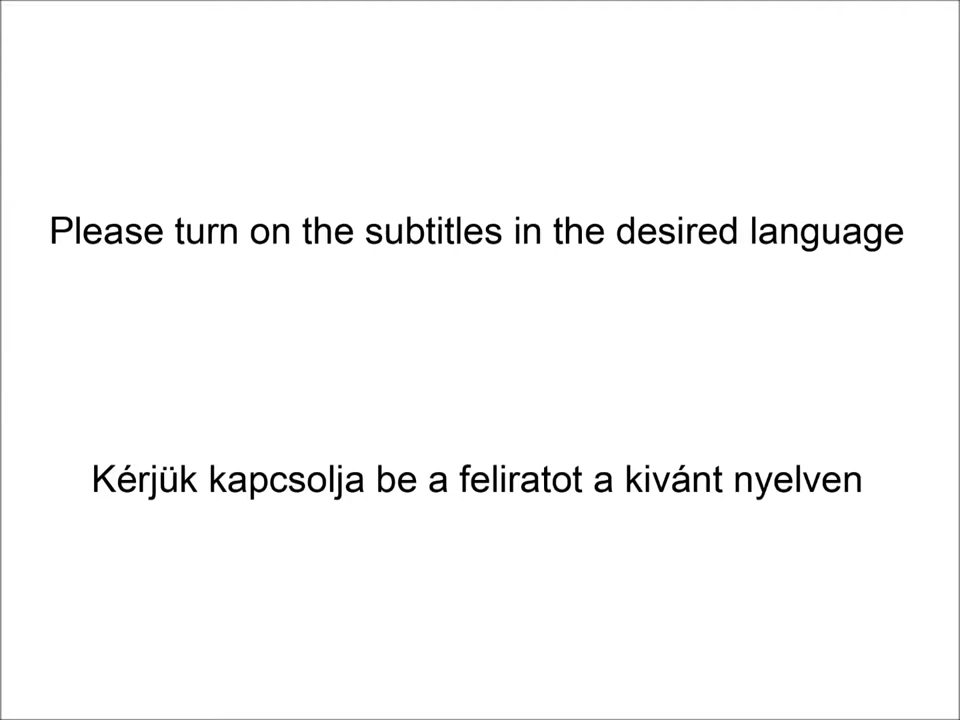 Please turn on the subtitles in the desired language
Kérjük kapcsolja be a feliratot a kivánt nyelven